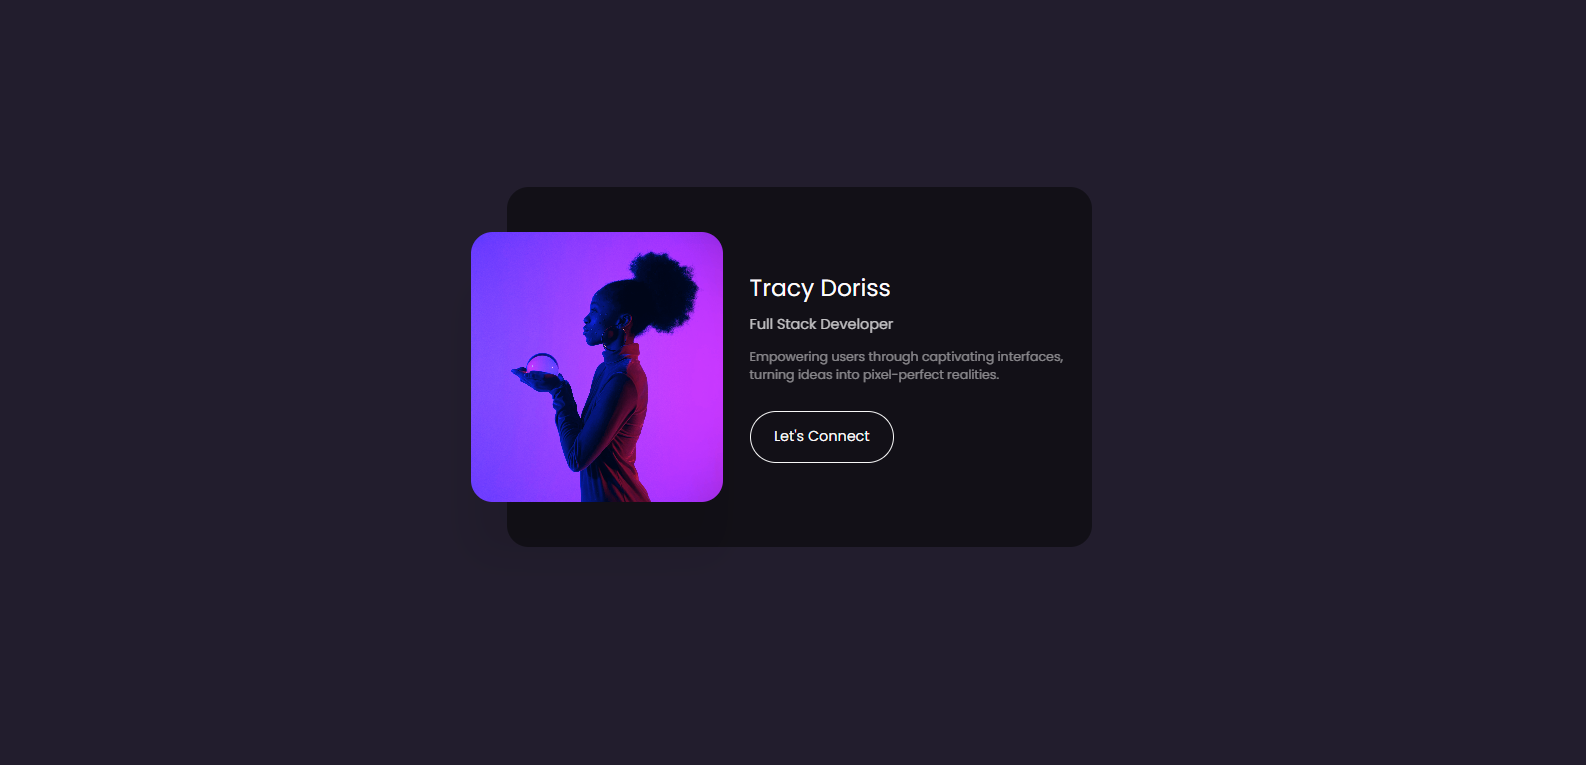 Tracy Doriss
Full Stack Developer
Empowering users through captivating interfaces,
turning ideas into pixel-perfect realities.
Let's Connect